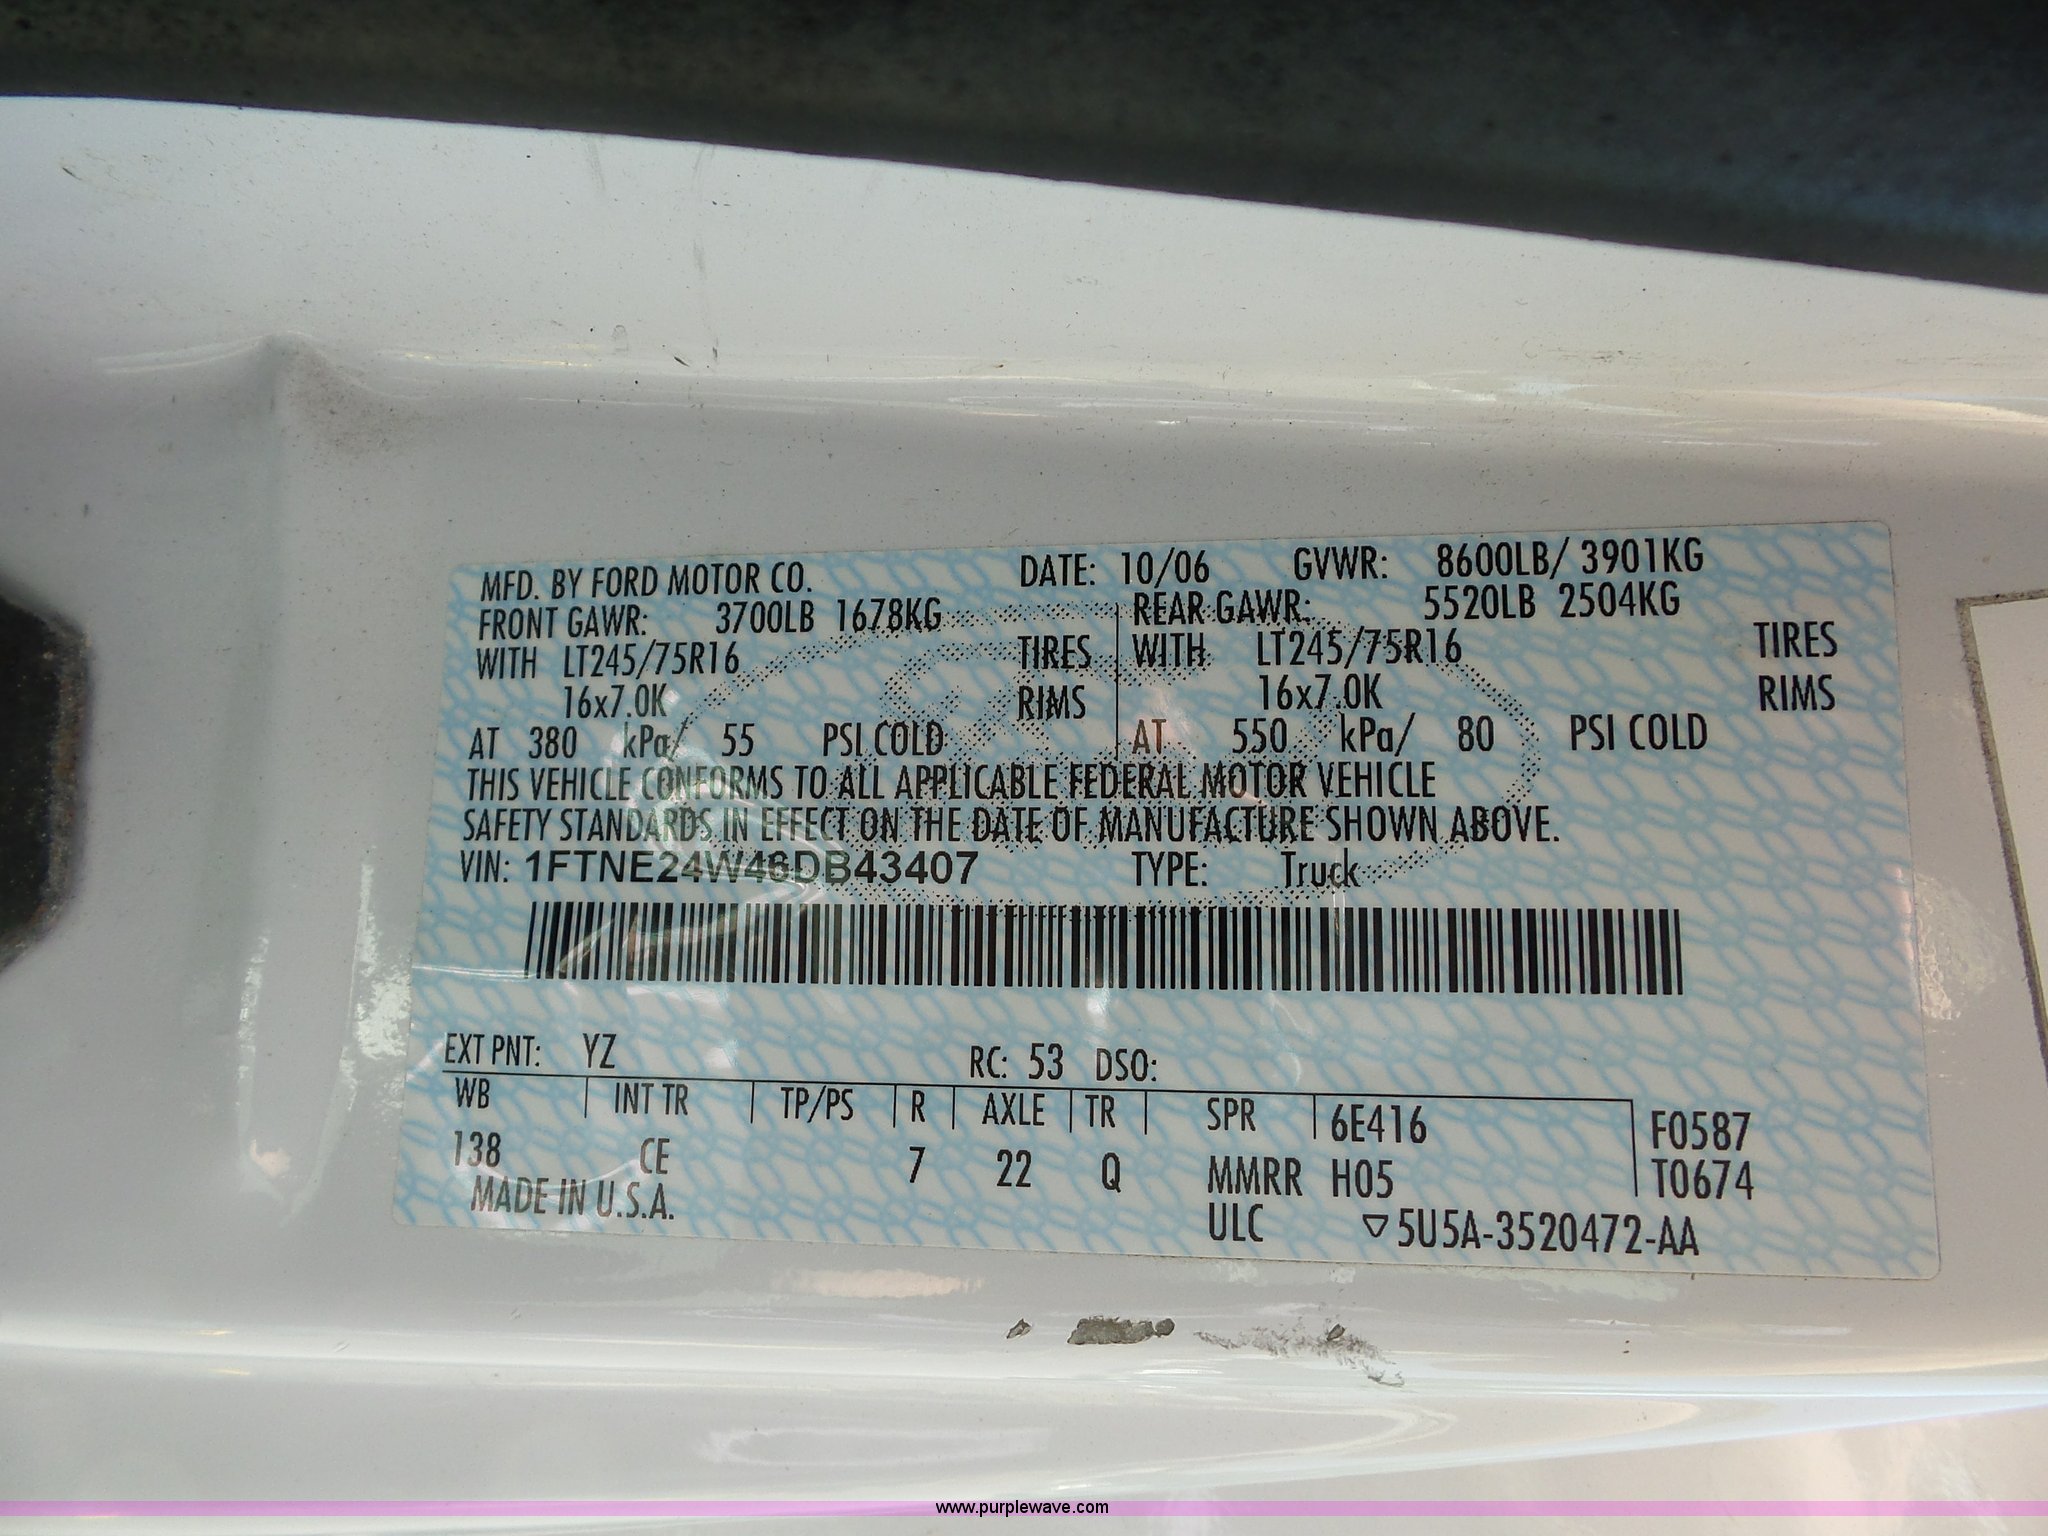 MFD. BY FORD MOTOR CO. DATE: 10/06 GVWR: 8600LB/ 3901KG
FRONT GAWR: 3700LB 1678KG REAR GAWR: 5520LB 2504KG
WITH LT245/75R16 TIRES WITH LT245/75R16 TIRES
16x7.0K RIMS 16x7.0K RIMS
AT 380 kPa/ 55 PSI COLD AT 550 kPa/ 80 PSI COLD
THIS VEHICLE CONFORMS TO ALL APPLICABLE FEDERAL MOTOR VEHICLE
SAFETY STANDARDS IN EFFECT ON THE DATE OF MANUFACTURE SHOWN ABOVE.
VIN: 1FTNE24W46DB43407 TYPE: Truck
EXT PNT: YZ RC: 53 DSO:
WB INT TR TP/PS R AXLE TR SPR 6E416 F0587
138 CE 7 22 Q MMRR H05 T0674
MADE IN U.S.A. ULC ▽5U5A-3520472-AA
www.purplewave.com